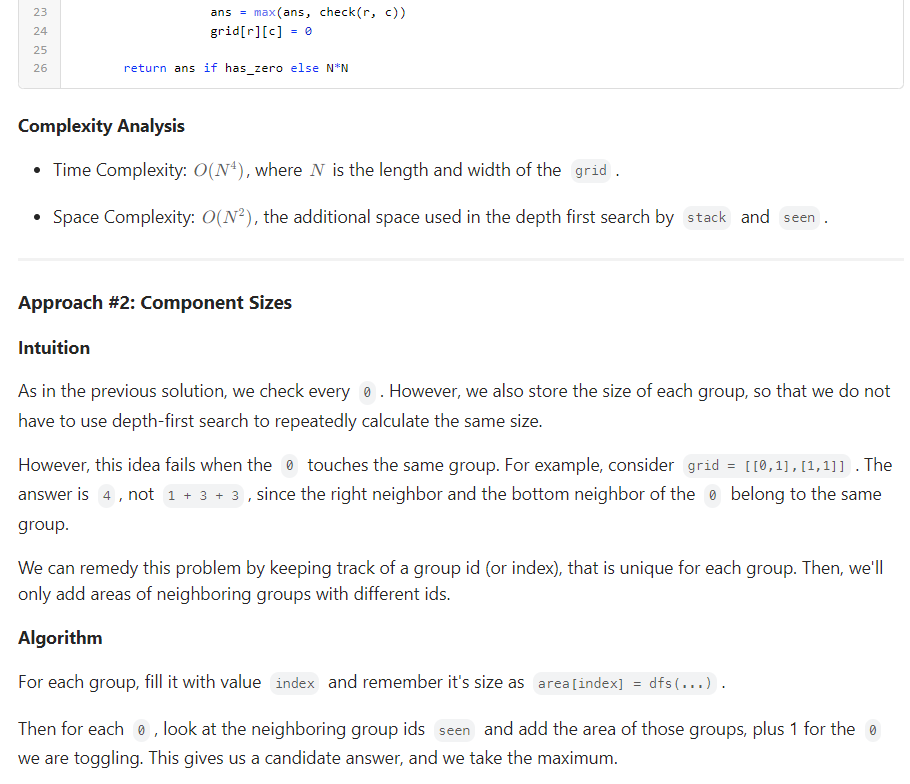 23 ans = max(ans, check(r, c))
24 grid[r][c] = 0
25
26 return ans if has_zero else N*N
Complexity Analysis
• Time Complexity: O(N⁴), where N is the length and width of the grid .
• Space Complexity: O(N²), the additional space used in the depth first search by stack and seen .
Approach #2: Component Sizes
Intuition
As in the previous solution, we check every 0 . However, we also store the size of each group, so that we do not
have to use depth-first search to repeatedly calculate the same size.
However, this idea fails when the 0 touches the same group. For example, consider grid = [[0,1],[1,1]] . The
answer is 4 , not 1 + 3 + 3 , since the right neighbor and the bottom neighbor of the 0 belong to the same
group.
We can remedy this problem by keeping track of a group id (or index), that is unique for each group. Then, we'll
only add areas of neighboring groups with different ids.
Algorithm
For each group, fill it with value index and remember it's size as area[index] = dfs(...) .
Then for each 0 , look at the neighboring group ids seen and add the area of those groups, plus 1 for the 0
we are toggling. This gives us a candidate answer, and we take the maximum.